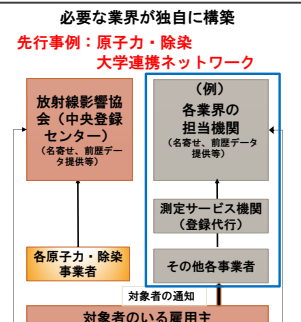 必要な業界が独自に構築
先行事例：原子力・除染
大学連携ネットワーク
放射線影響協
会（中央登録
センター）
（名寄せ、前歴デー
タ提供等）
（例）
各業界の
担当機関
（名寄せ、前歴データ
提供等）
測定サービス機関
（登録代行）
各原子力・除染
事業者
その他各事業者
対象者の通知
対象者のいる雇用主